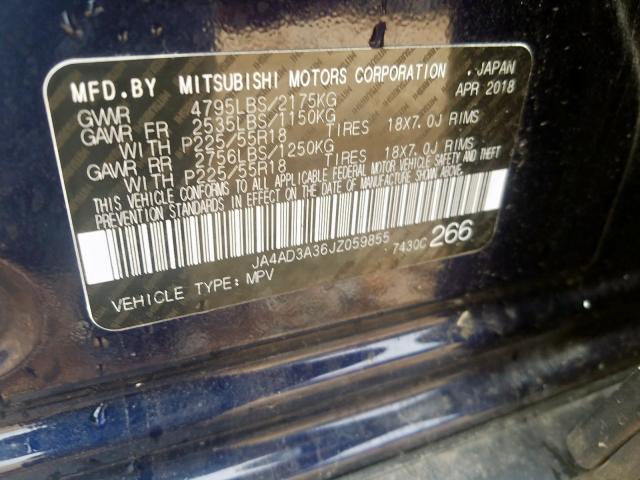 MFD.BY MITSUBISHI MOTORS CORPORATION , JAPAN
APR 2018
GVWR 4795LBS/2175KG
GAWR FR 2535LBS/1150KG
WITH P225/55R18 TIRES 18X7.0J RIMS
GAWR RR 2756LBS/1250KG
WITH P225/55R18 TIRES 18X7.0J RIMS
THIS VEHICLE CONFORMS TO ALL APPLICABLE FEDERAL MOTOR VEHICLE SAFETY AND THEFT
PREVENTION STANDARDS IN EFFECT ON THE DATE OF MANUFACTURE SHOWN ABOVE.
JA4AD3A36JZ059855 7430C 266
VEHICLE TYPE: MPV